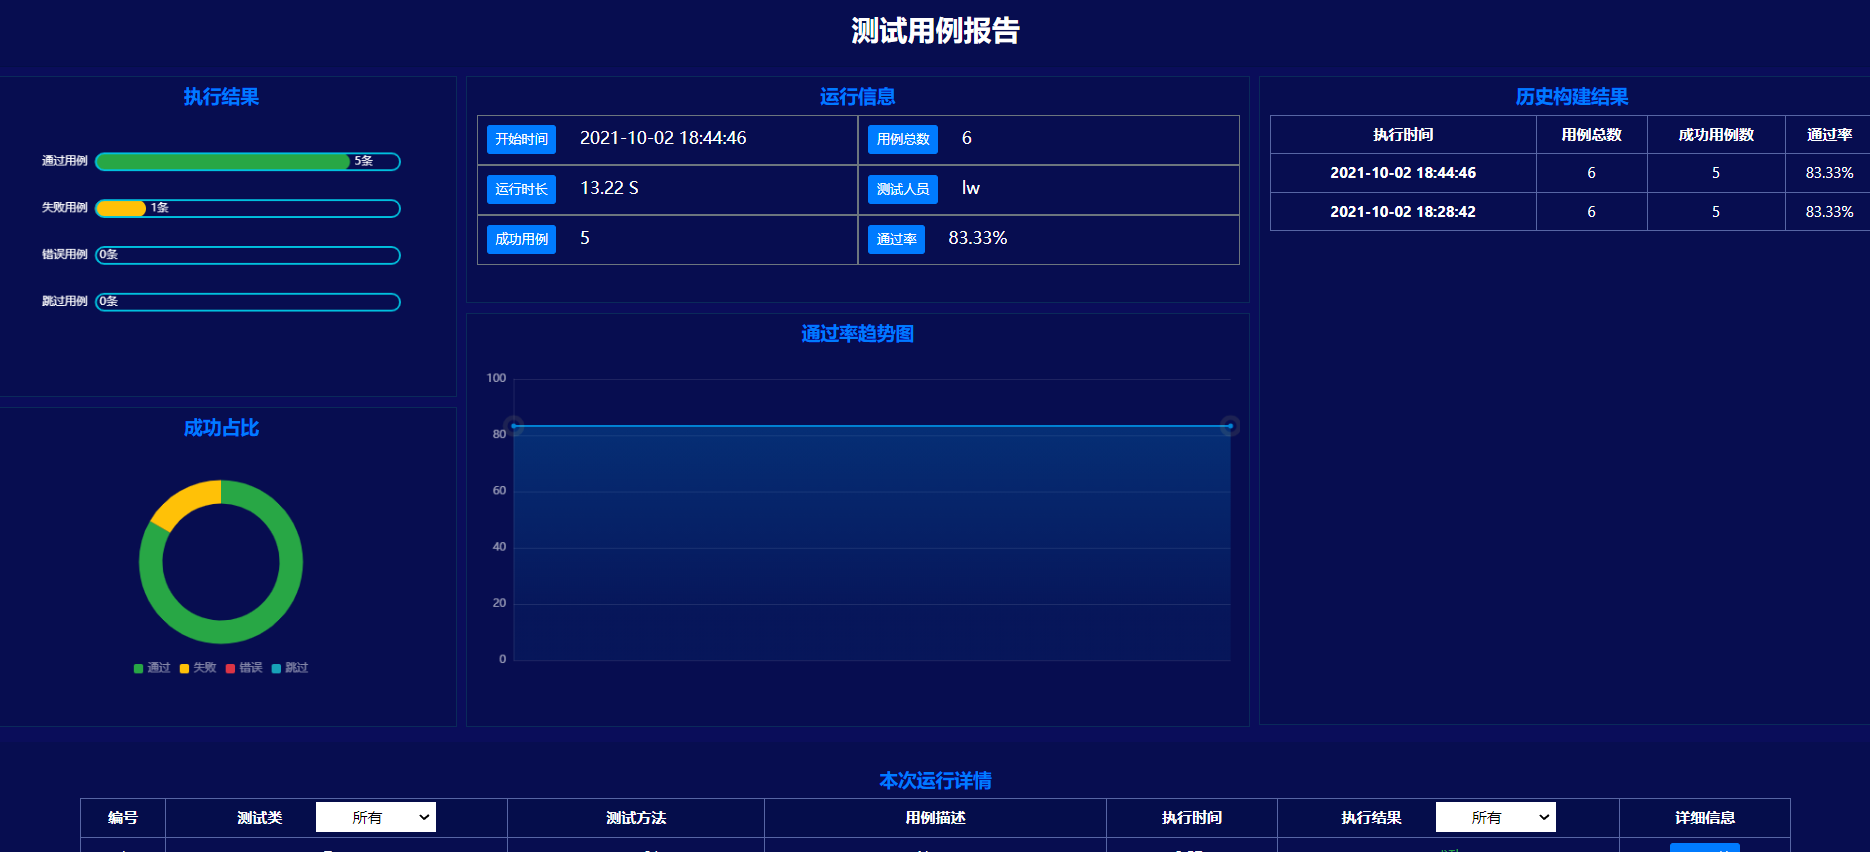 测试用例报告
执行结果
通过用例 5条
失败用例 1条
错误用例 0条
跳过用例 0条
成功占比
通过 失败 错误 跳过
运行信息
开始时间 2021-10-02 18:44:46 用例总数 6
运行时长 13.22 S 测试人员 lw
成功用例 5 通过率 83.33%
通过率趋势图
100
80
60
40
20
0
历史构建结果
执行时间 用例总数 成功用例数 通过率
2021-10-02 18:44:46 6 5 83.33%
2021-10-02 18:28:42 6 5 83.33%
本次运行详情
编号 测试类 所有 测试方法 用例描述 执行时间 执行结果 所有 详细信息